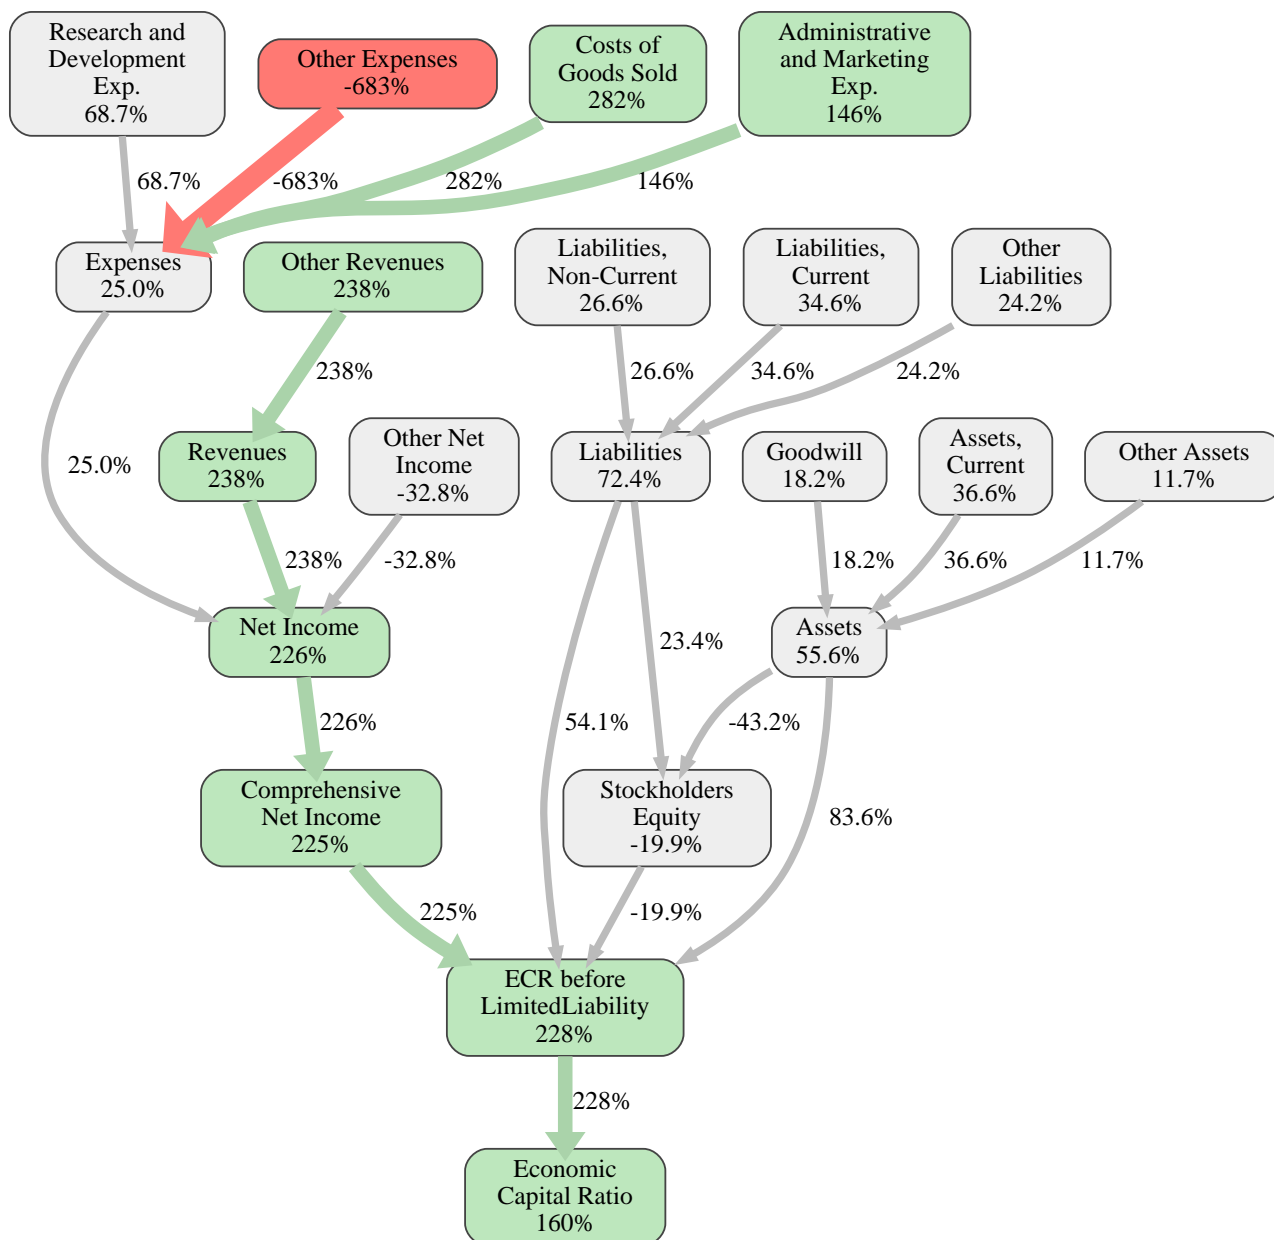 Research and
Development
Exp.
68.7%
Other Expenses
-683%
Costs of
Goods Sold
282%
Administrative
and Marketing
Exp.
146%
68.7%
-683%
282%
146%
Expenses
25.0%
Other Revenues
238%
Liabilities,
Non-Current
26.6%
Liabilities,
Current
34.6%
Other
Liabilities
24.2%
238%
26.6%
34.6%
24.2%
25.0%
Revenues
238%
Other Net
Income
-32.8%
Liabilities
72.4%
Goodwill
18.2%
Assets,
Current
36.6%
Other Assets
11.7%
238%
-32.8%
18.2%
36.6%
11.7%
Net Income
226%
23.4%
Assets
55.6%
226%
54.1%
-43.2%
Comprehensive
Net Income
225%
Stockholders
Equity
-19.9%
83.6%
225%
-19.9%
ECR before
LimitedLiability
228%
228%
Economic
Capital Ratio
160%